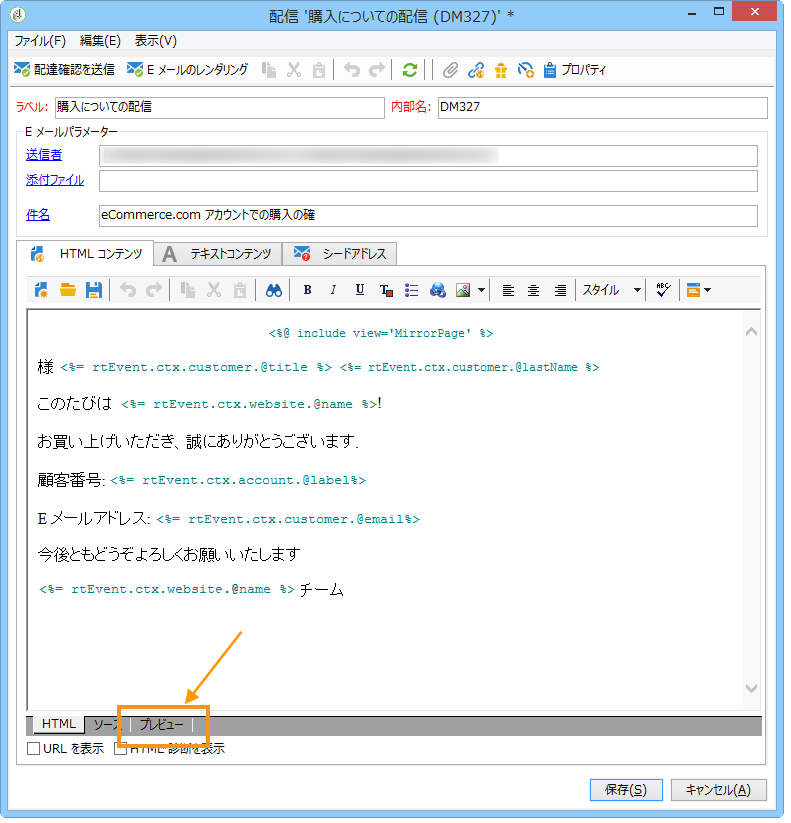 配信 '購入についての配信 (DM327)' *
ファイル(F) 編集(E) 表示(V)
配達確認を送信 E メールのレンダリング プロパティ
ラベル: 購入についての配信 内部名: DM327
E メールパラメーター
送信者
添付ファイル
件名 eCommerce.com アカウントでの購入の確
HTML コンテンツ A テキストコンテンツ シードアドレス
B I U T スタイル ABC
<%@ include view='MirrorPage' %>
様 <%= rtEvent.ctx.customer.@title %> <%= rtEvent.ctx.customer.@lastName %>
このたびは <%= rtEvent.ctx.website.@name %>!
お買い上げいただき、誠にありがとうございます.
顧客番号: <%= rtEvent.ctx.account.@label%>
E メールアドレス: <%= rtEvent.ctx.customer.@email%>
今後ともどうぞよろしくお願いいたします
<%= rtEvent.ctx.website.@name %> チーム
HTML ソース プレビュー
URL を表示 HTML 診断を表示
保存(S) キャンセル(A)